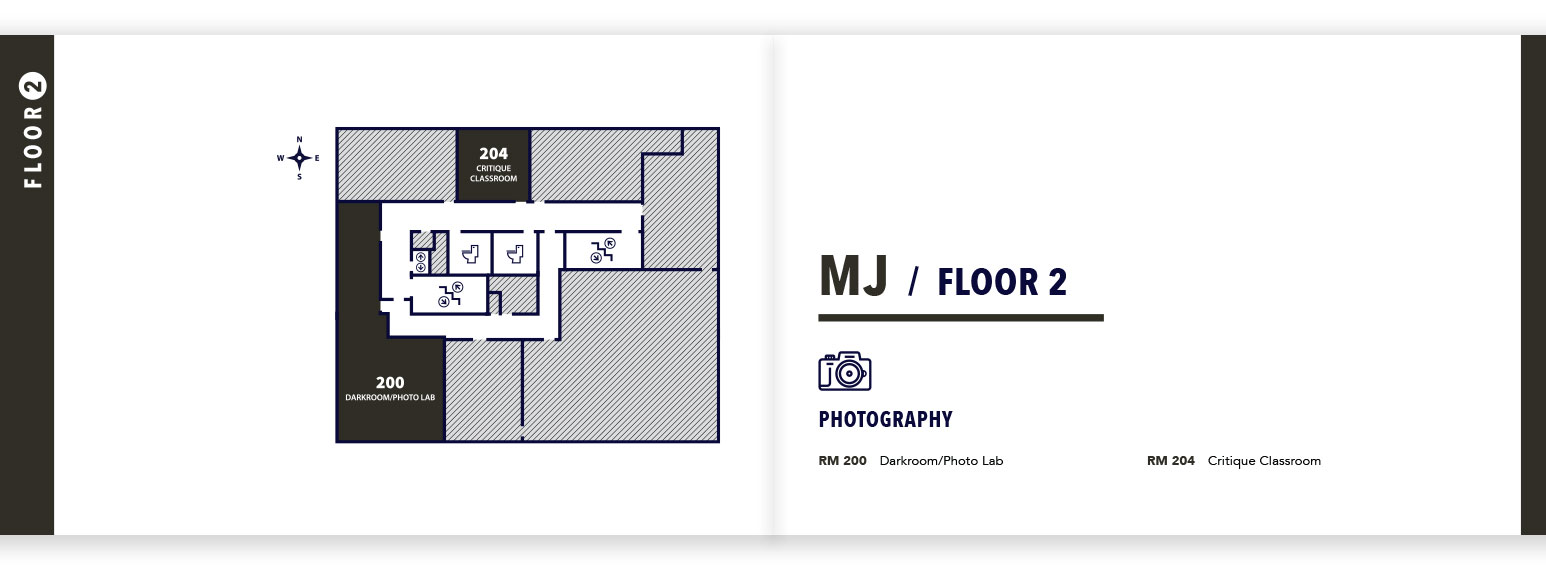 FLOOR 2
N
W E
S
204
CRITIQUE
CLASSROOM
200
DARKROOM/PHOTO LAB
MJ / FLOOR 2
PHOTOGRAPHY
RM 200 Darkroom/Photo Lab
RM 204 Critique Classroom